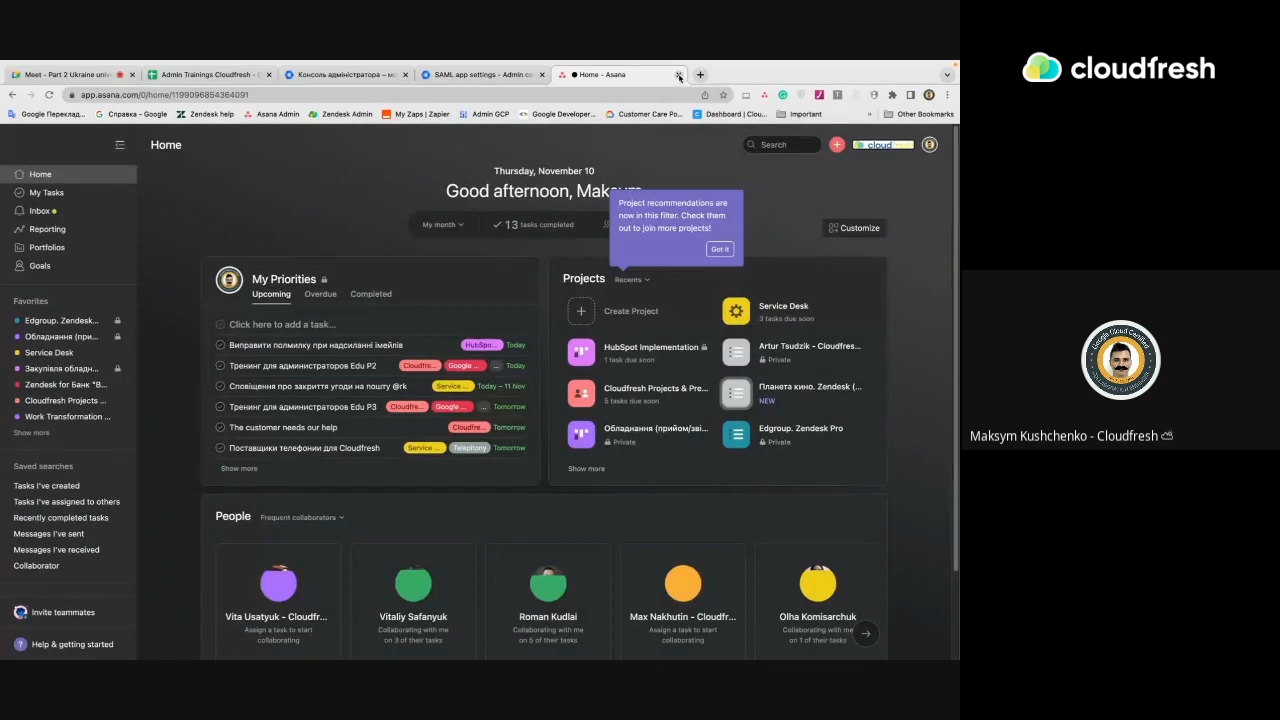 Meet - Part 2 Ukraine univ
Admin Trainings Cloudfresh - G
Консоль адміністратора – мо
SAML app settings - Admin co
Home - Asana
app.asana.com/0/home/1199096854364091
Google Переклад...
Справка - Google
Zendesk help
Asana Admin
Zendesk Admin
My Zaps | Zapier
Admin GCP
Google Developer...
Customer Care Po...
Dashboard | Clou...
Important
Other Bookmarks
cloudfresh
Home
Search
Home
My Tasks
Inbox
Reporting
Portfolios
Goals
Favorites
Edgroup. Zendesk...
Обладнання (при...
Service Desk
Закупівля обладн...
Zendesk for Банк "В...
Cloudfresh Projects ...
Work Transformation ...
Show more
Saved searches
Tasks I've created
Tasks I've assigned to others
Recently completed tasks
Messages I've sent
Messages I've received
Collaborator
Invite teammates
Help & getting started
Thursday, November 10
Good afternoon, Maksym
My month
13 tasks completed
Customize
Project recommendations are
now in this filter. Check them
out to join more projects!
Got it
My Priorities
Upcoming Overdue Completed
Click here to add a task...
Виправити полмилку при надсиланні імейлів HubSpo... Today
Тренинг для администраторов Edu P2 Cloudfre... Google ... ... Today
Сповіщення про закриття угоди на пошту @rk Service ... Today – 11 Nov
Тренинг для администраторов Edu P3 Cloudfre... Google ... ... Tomorrow
The customer needs our help Cloudfre... Tomorrow
Поставщики телефонии для Cloudfresh Service ... Telephony Tomorrow
Show more
Projects Recents
Create Project
Service Desk
3 tasks due soon
HubSpot Implementation
1 task due soon
Artur Tsudzik - Cloudfres...
Private
Cloudfresh Projects & Pre...
5 tasks due soon
Планета кино. Zendesk (...
NEW
Обладнання (прийом/зві...
Private
Edgroup. Zendesk Pro
Private
Show more
People Frequent collaborators
Vita Usatyuk - Cloudfr...
Assign a task to start
collaborating
Vitaliy Safanyuk
Collaborating with me
on 3 of their tasks
Roman Kudlai
Collaborating with me
on 5 of their tasks
Max Nakhutin - Cloudfr...
Assign a task to start
collaborating
Olha Komisarchuk
Collaborating with me
on 1 of their tasks
Maksym Kushchenko - Cloudfresh